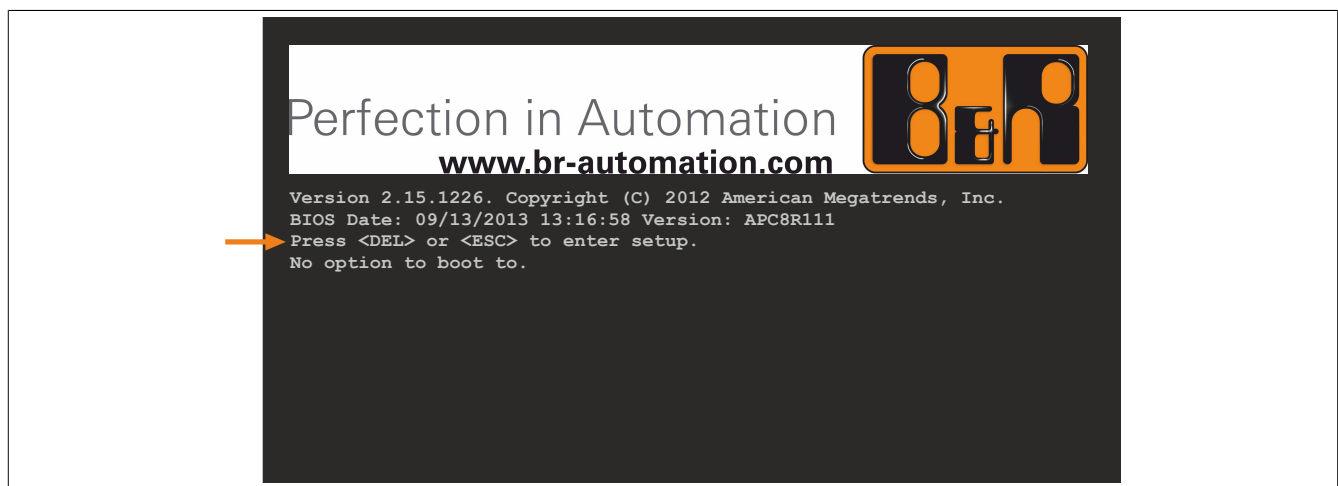 Perfection in Automation
www.br-automation.com
B&R
Version 2.15.1226. Copyright (C) 2012 American Megatrends, Inc.
BIOS Date: 09/13/2013 13:16:58 Version: APC8R111
Press <DEL> or <ESC> to enter setup.
No option to boot to.